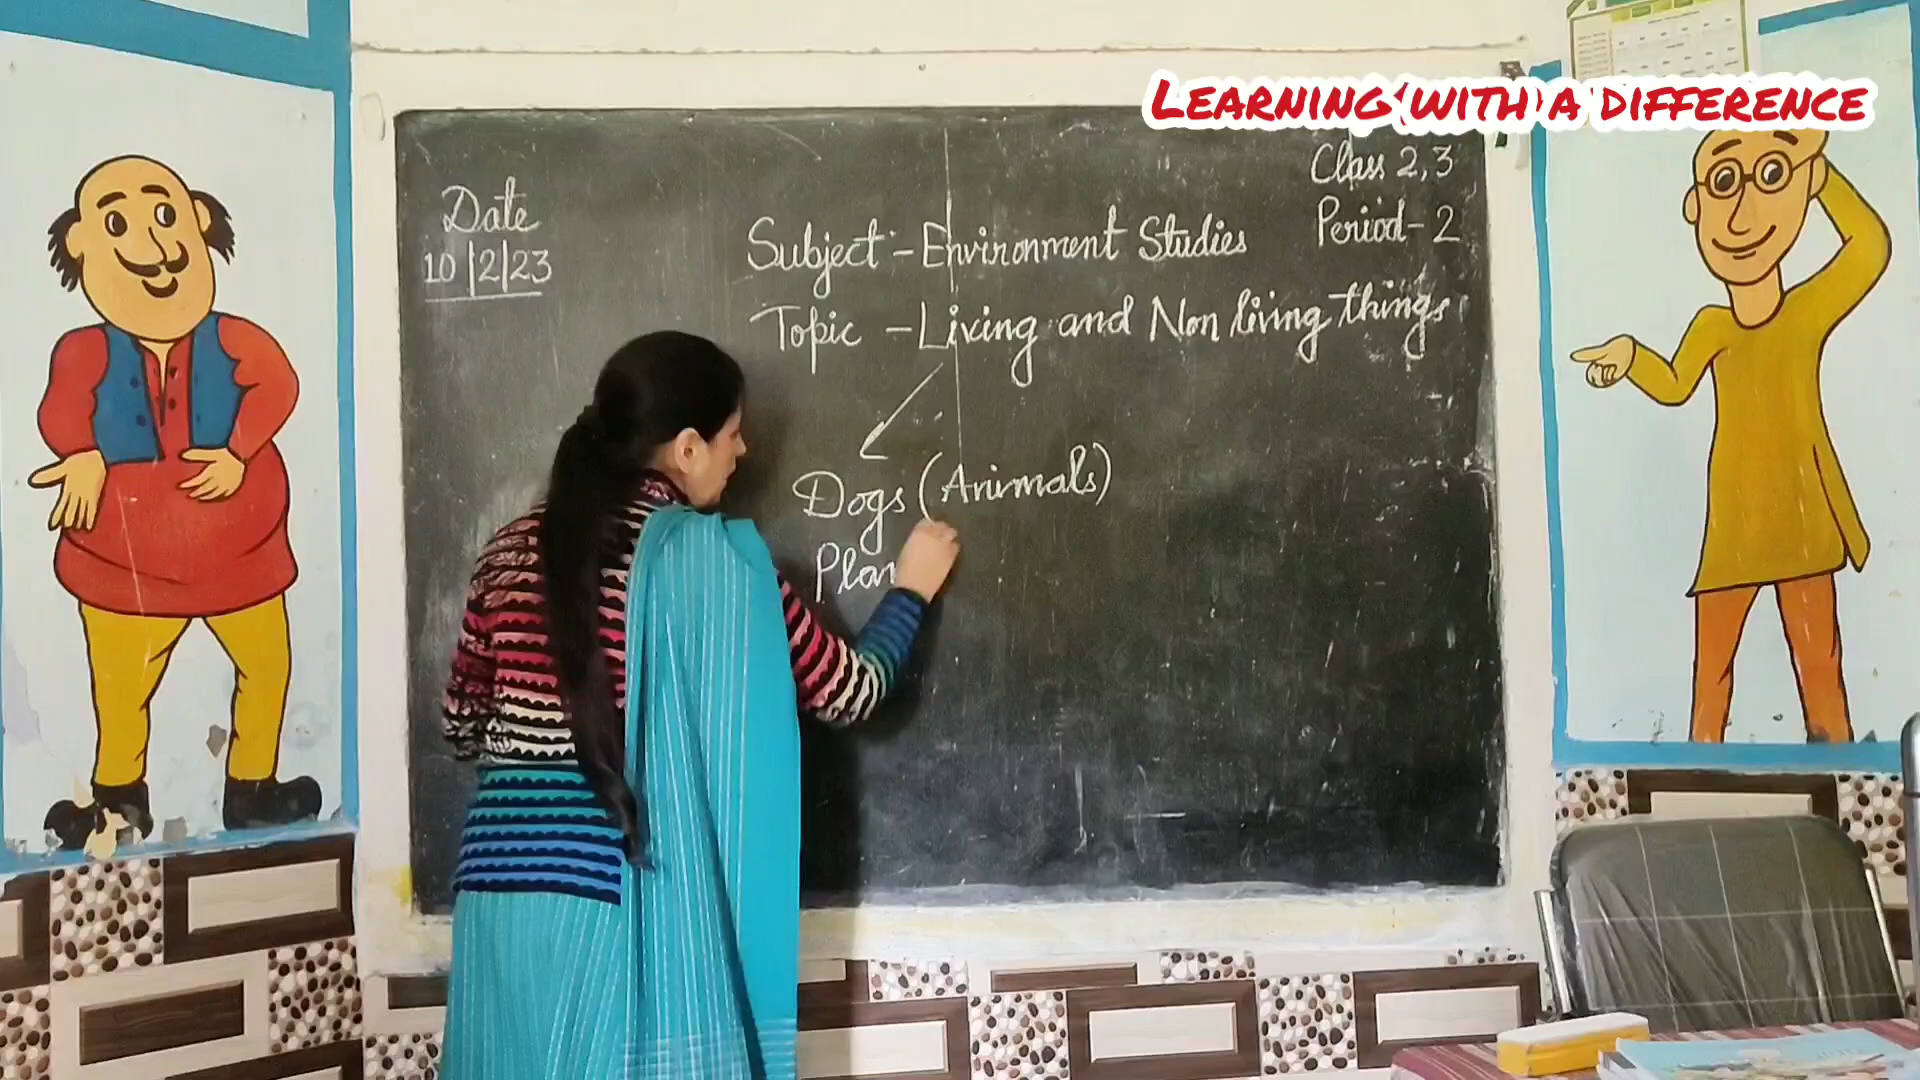 Learning with a difference
Class 2,3
Period-2
Date
10/2/23
Subject:-Environment Studies
Topic - Living and Non living things
Dogs (Animals)
Plan